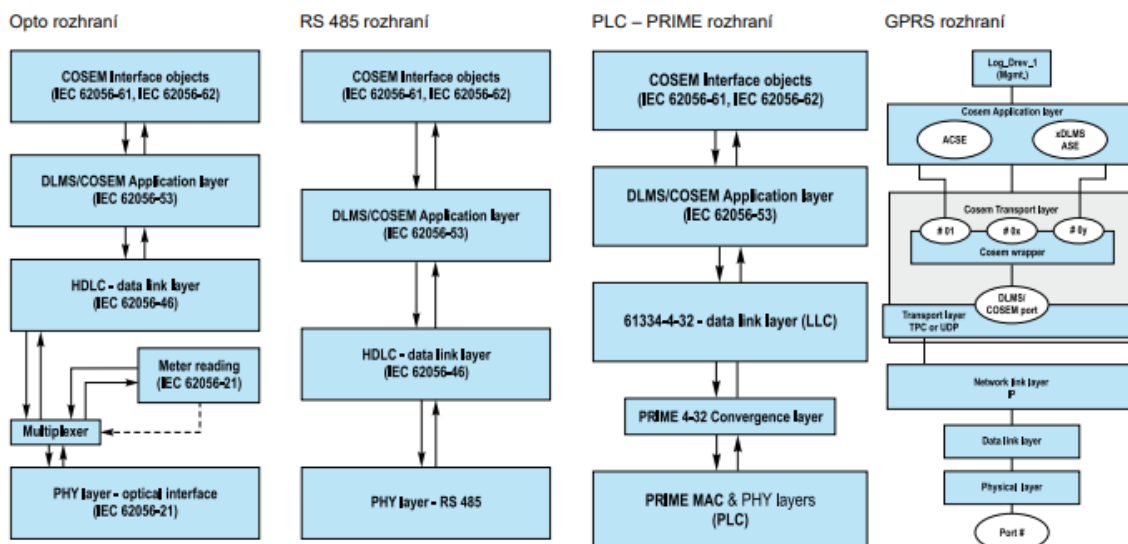 Opto rozhraní
COSEM Interface objects
(IEC 62056-61, IEC 62056-62)
DLMS/COSEM Application layer
(IEC 62056-53)
HDLC - data link layer
(IEC 62056-46)
Meter reading
(IEC 62056-21)
Multiplexer
PHY layer - optical interface
(IEC 62056-21)
RS 485 rozhraní
COSEM Interface objects
(IEC 62056-61, IEC 62056-62)
DLMS/COSEM Application layer
(IEC 62056-53)
HDLC - data link layer
(IEC 62056-46)
PHY layer - RS 485
PLC – PRIME rozhraní
COSEM Interface objects
(IEC 62056-61, IEC 62056-62)
DLMS/COSEM Application layer
(IEC 62056-53)
61334-4-32 - data link layer (LLC)
PRIME 4-32 Convergence layer
PRIME MAC & PHY layers
(PLC)
GPRS rozhraní
Log_Drev_1
(Mgmt,)
Cosem Application layer
ACSE
xDLMS
ASE
Cosem Transport layer
# 01
# 0x
# 0y
Cosem wrapper
DLMS/
COSEM port
Transport layer
TPC or UDP
Network link layer
IP
Data link layer
Physical layer
Port #